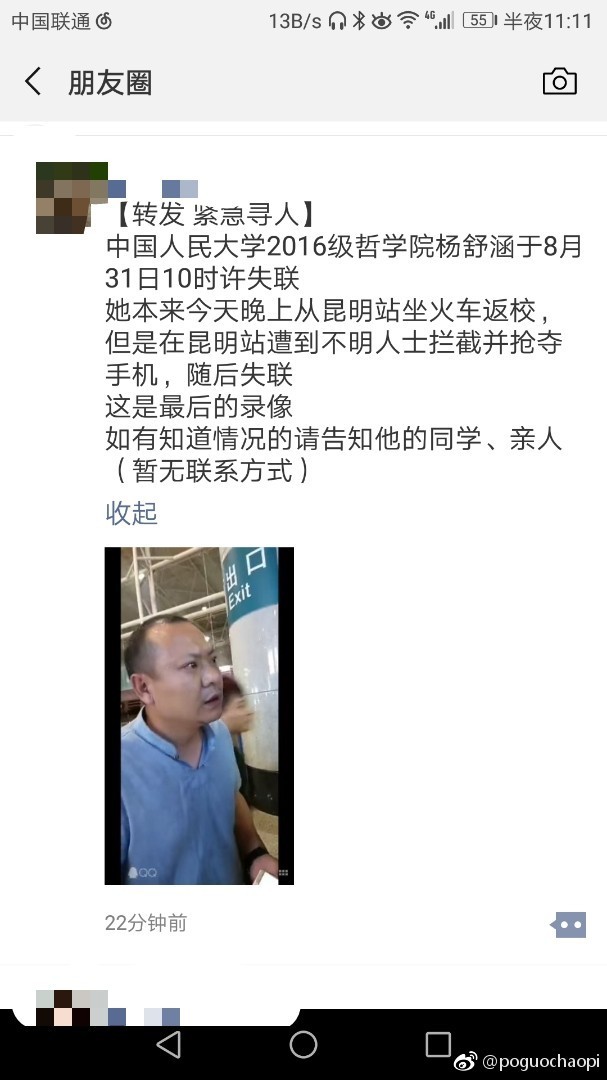 中国联通
13B/s 4G 55 半夜11:11
朋友圈
【转发 紧急寻人】
中国人民大学2016级哲学院杨舒涵于8月
31日10时许失联
她本来今天晚上从昆明站坐火车返校，
但是在昆明站遭到不明人士拦截并抢夺
手机，随后失联
这是最后的录像
如有知道情况的请告知他的同学、亲人
（暂无联系方式）
收起
出口
Exit
QQ
22分钟前
@poguochaopi